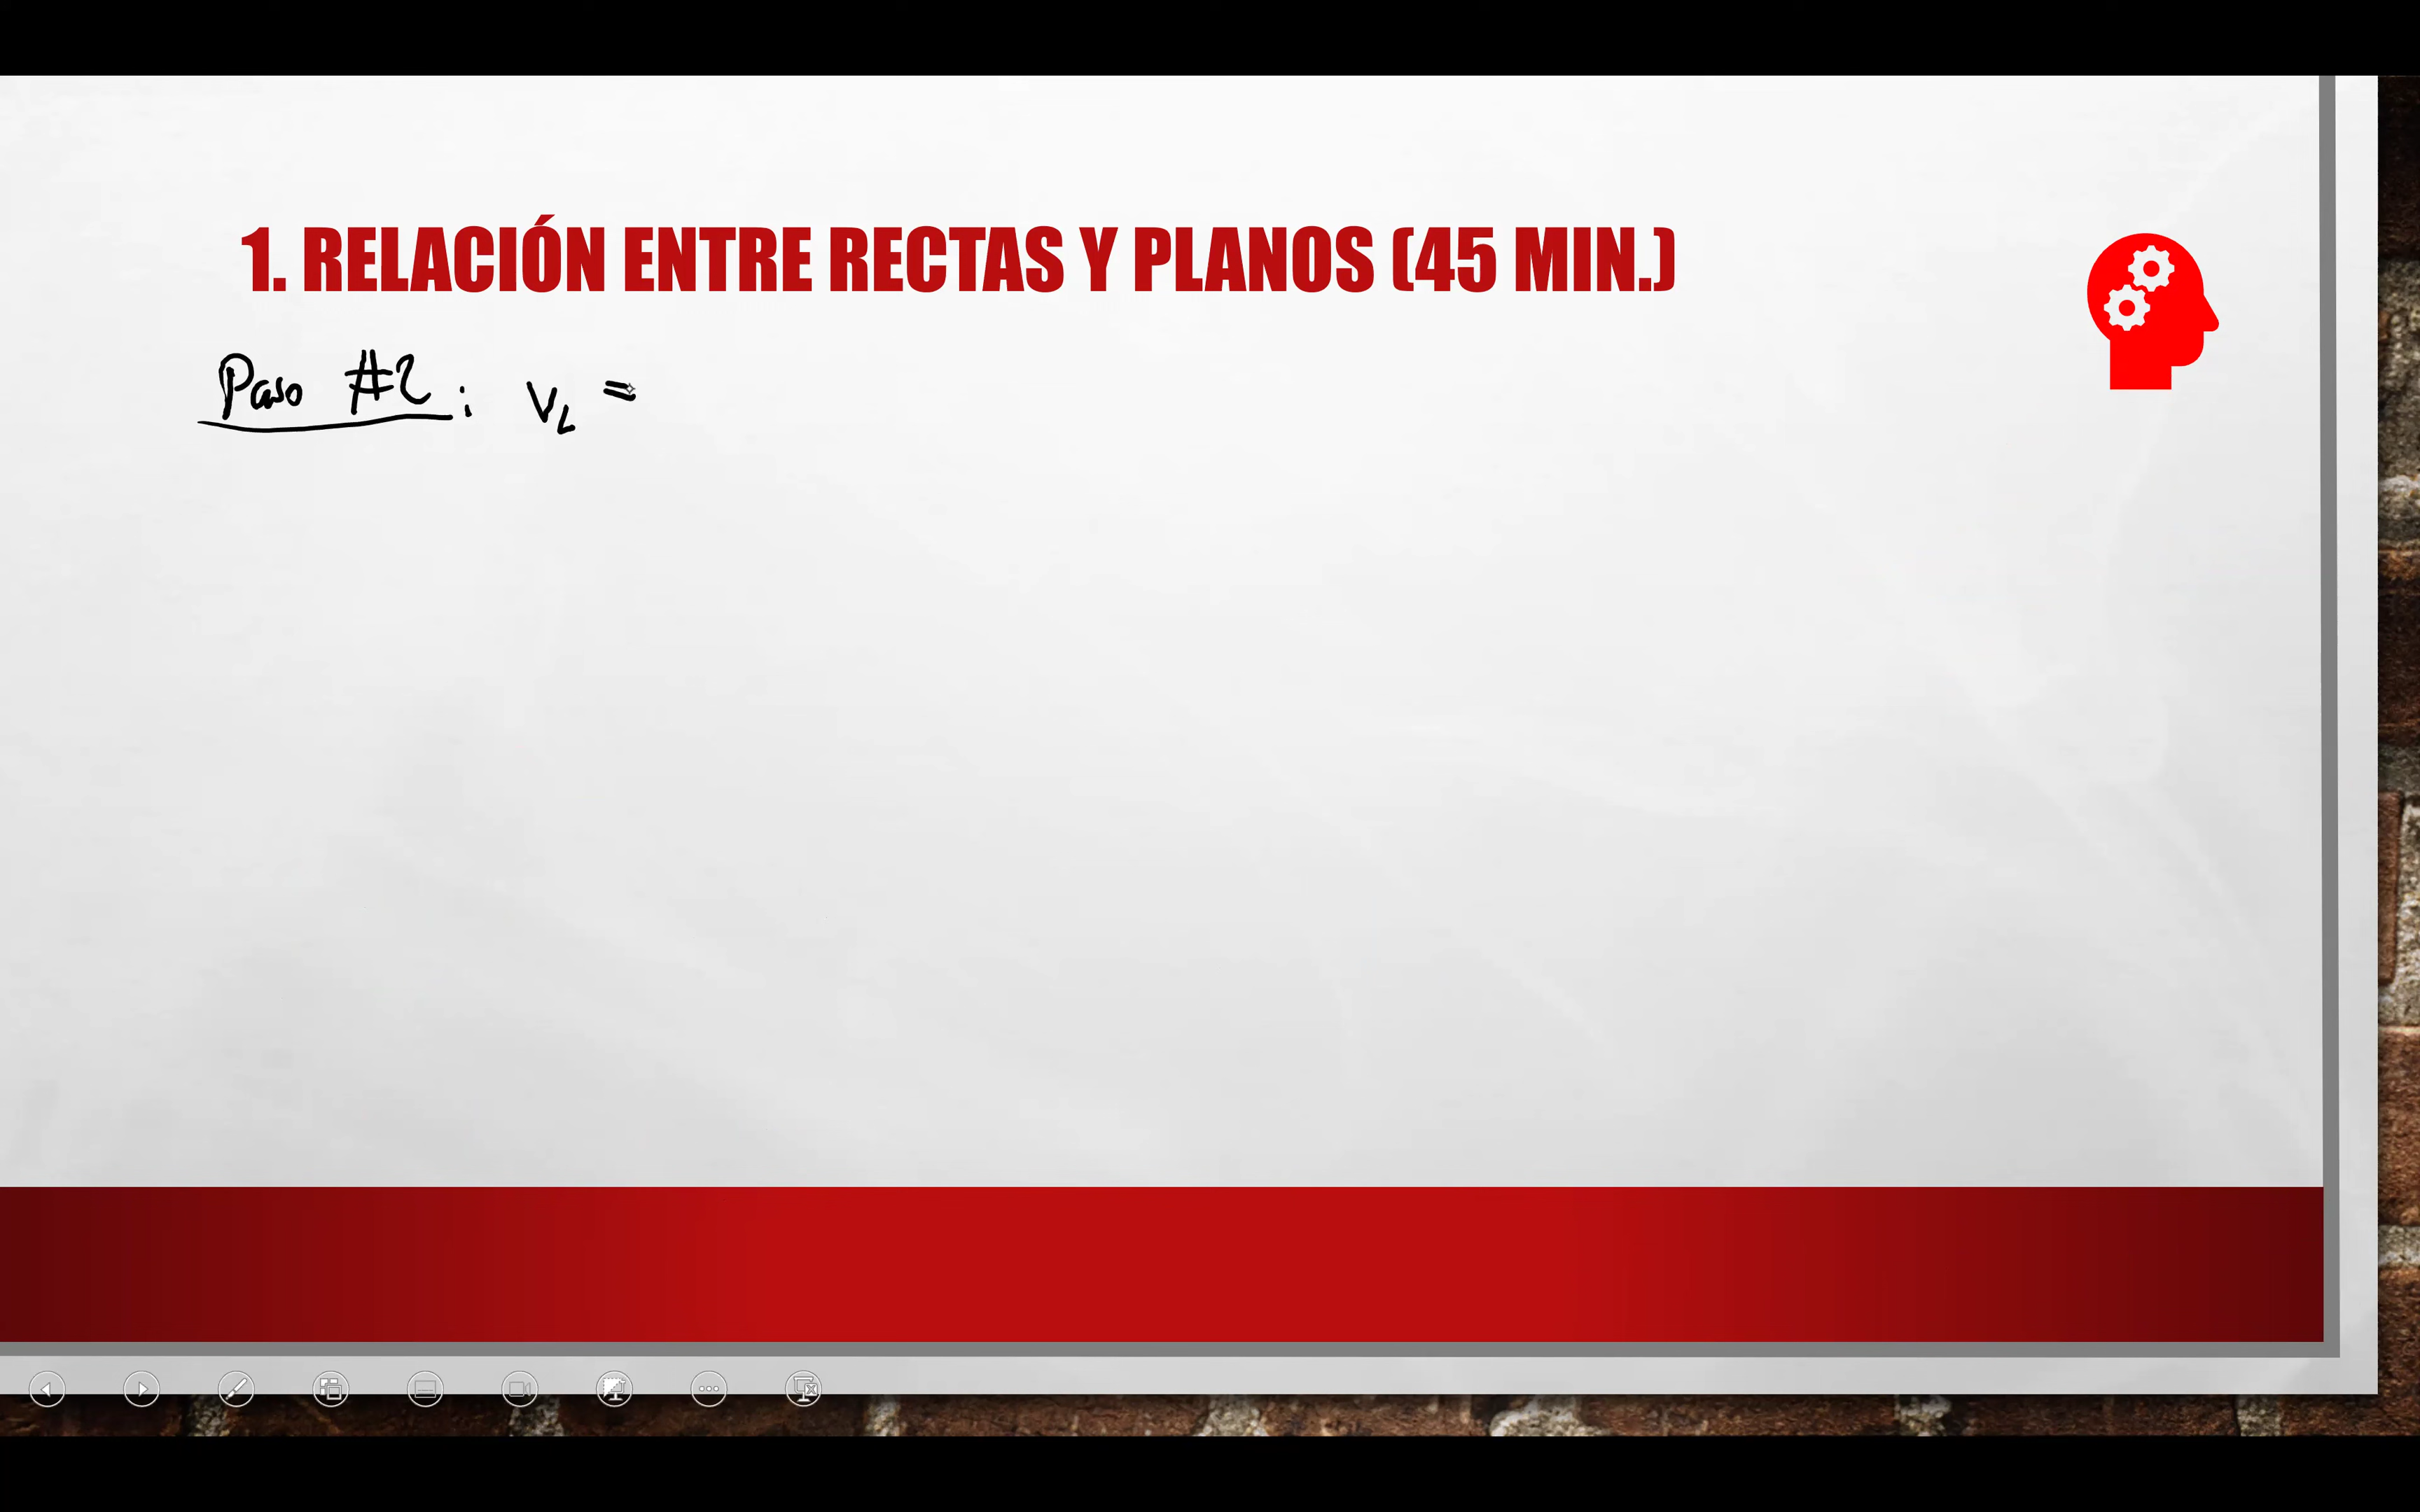 1. RELACIÓN ENTRE RECTAS Y PLANOS (45 MIN.)
Paso #2: V_L =